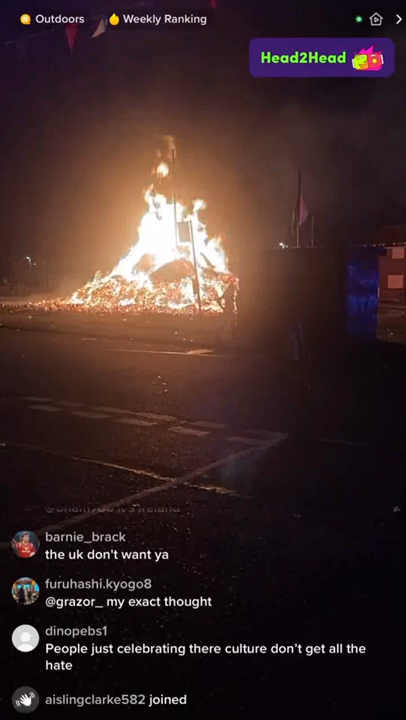 Outdoors
Weekly Ranking
Head2Head
barnie_brack
the uk don't want ya
furuhashi.kyogo8
@grazor_ my exact thought
dinopebs1
People just celebrating there culture don't get all the
hate
aislingclarke582 joined